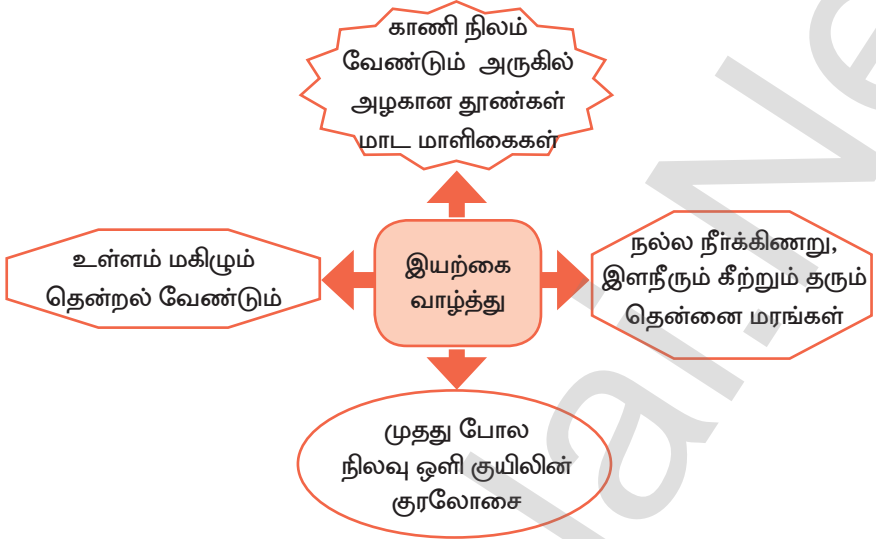 காணி நிலம்
வேண்டும் அருகில்
அழகான தூண்கள்
மாட மாளிகைகள்
உள்ளம் மகிழும்
தென்றல் வேண்டும்
இயற்கை
வாழ்த்து
நல்ல நீர்க்கிணறு,
இளநீரும் கீற்றும் தரும்
தென்னை மரங்கள்
முதது போல
நிலவு ஒளி குயிலின்
குரலோசை